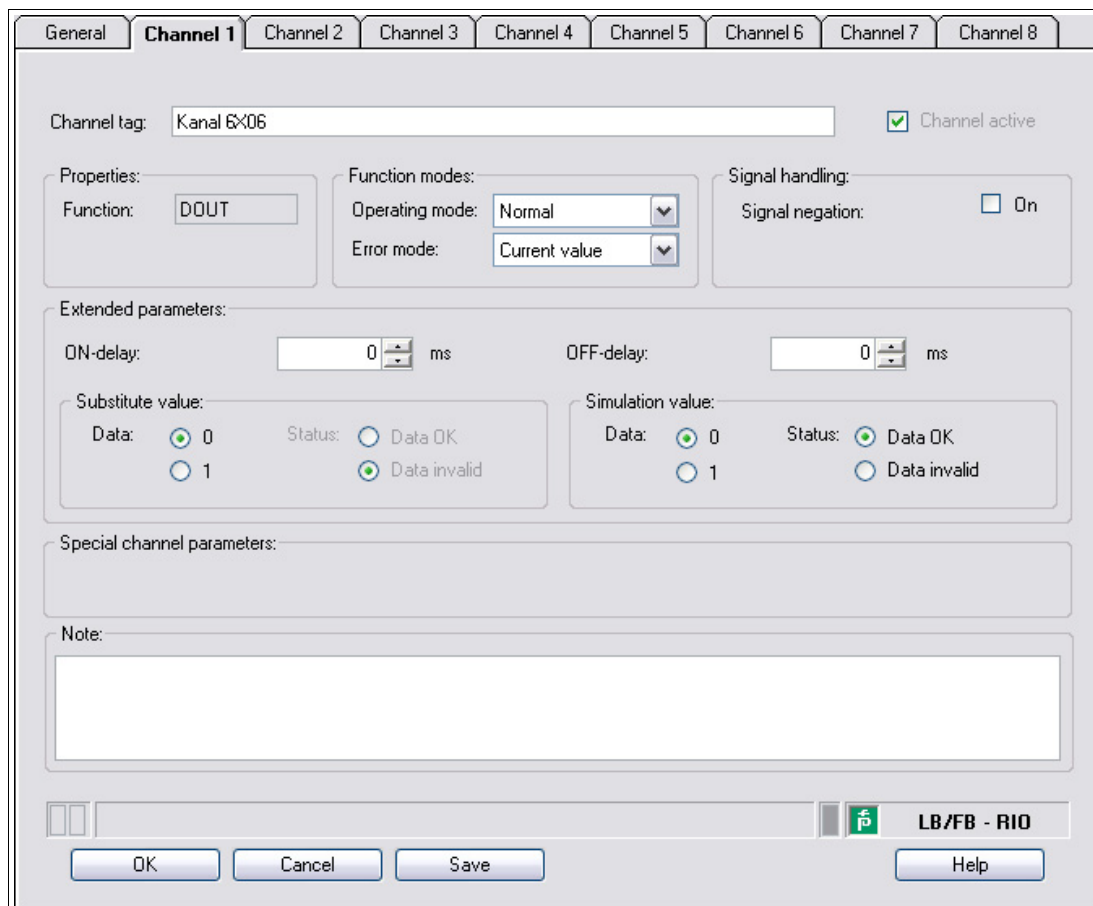 General Channel 1 Channel 2 Channel 3 Channel 4 Channel 5 Channel 6 Channel 7 Channel 8
Channel tag: Kanal 6X06 Channel active
Properties: Function modes: Signal handling:
Function: DOUT Operating mode: Normal Signal negation: On
Error mode: Current value
Extended parameters:
ON-delay: 0 ms OFF-delay: 0 ms
Substitute value: Simulation value:
Data: 0 Status: Data OK Data: 0 Status: Data OK
1 Data invalid 1 Data invalid
Special channel parameters:
Note:
LB/FB - RIO
OK Cancel Save Help